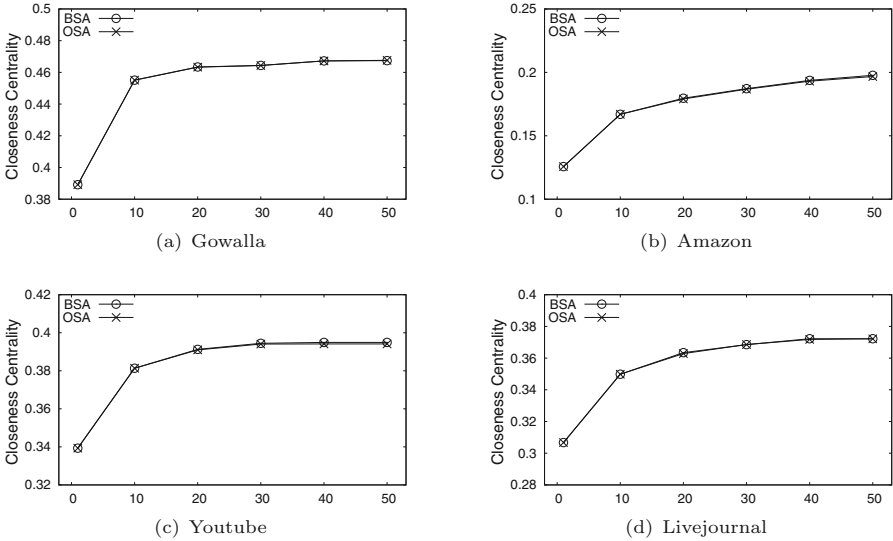 0.5
BSA
OSA
0.48
0.46
0.44
0.42
0.4
0.38
Closeness Centrality
0 10 20 30 40 50
(a) Gowalla
0.25
BSA
OSA
0.2
0.15
0.1
Closeness Centrality
0 10 20 30 40 50
(b) Amazon
0.42
BSA
OSA
0.4
0.38
0.36
0.34
0.32
Closeness Centrality
0 10 20 30 40 50
(c) Youtube
0.4
BSA
OSA
0.38
0.36
0.34
0.32
0.3
0.28
Closeness Centrality
0 10 20 30 40 50
(d) Livejournal